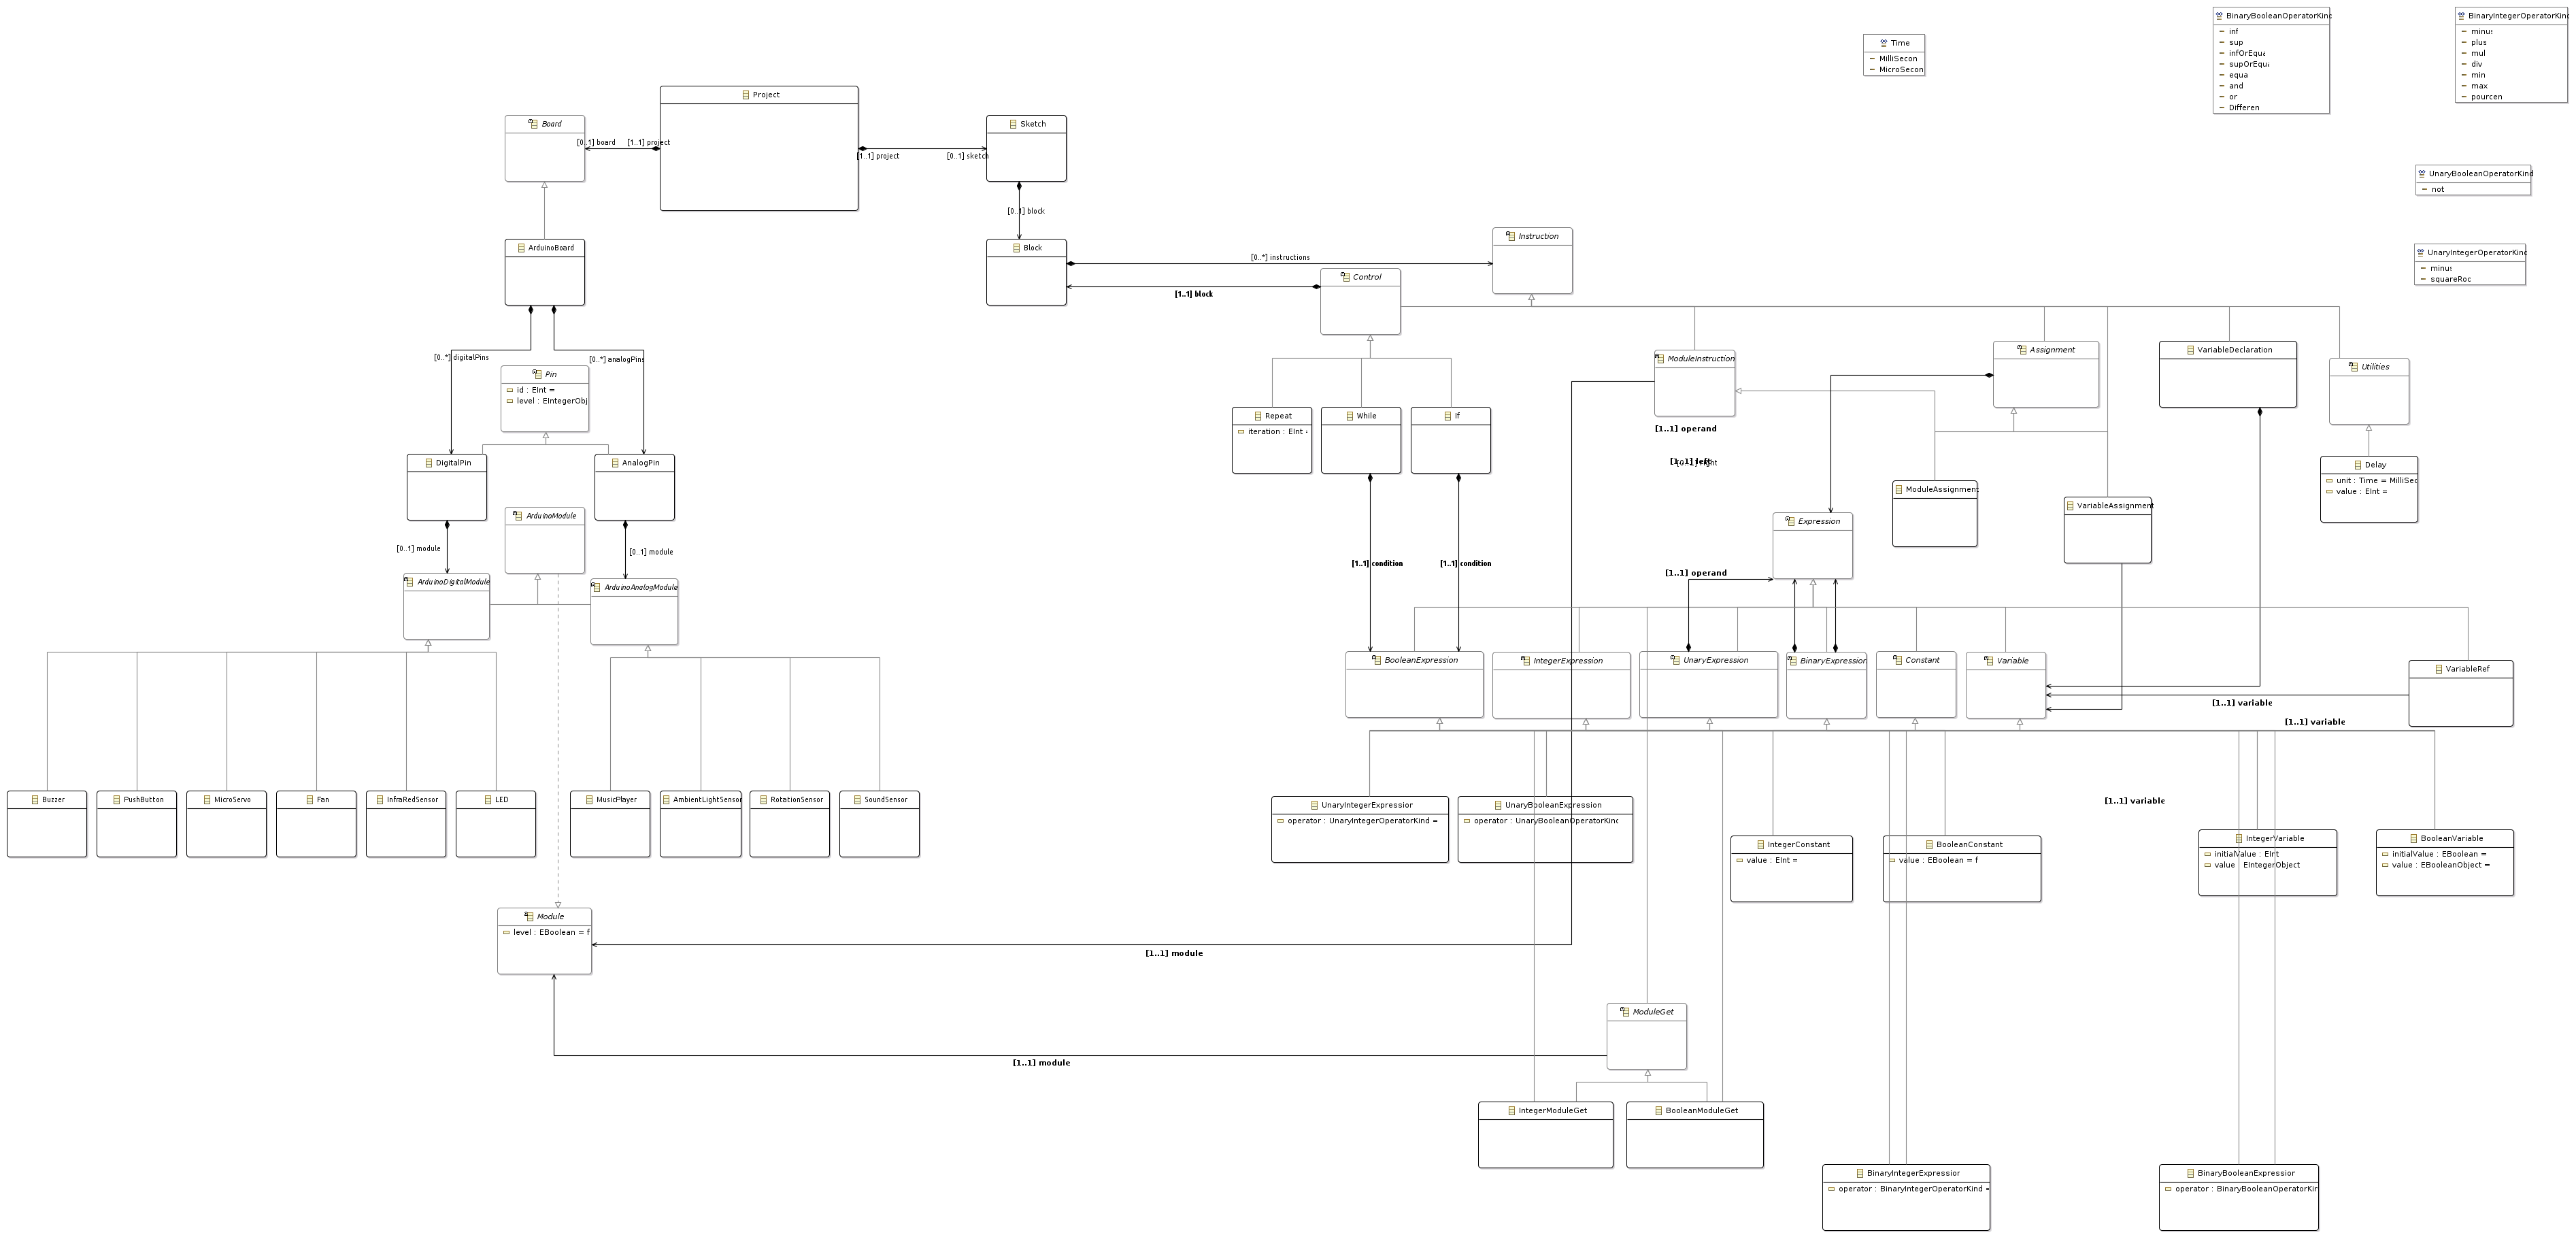 BinaryBooleanOperatorKind
inf
sup
infOrEqua
supOrEqua
equa
and
or
Differen
BinaryIntegerOperatorKind
minus
plus
mul
div
min
max
pourcen
Time
MilliSecon
MicroSecon
UnaryBooleanOperatorKind
not
UnaryIntegerOperatorKind
minus
squareRoo
Project
Board
Sketch
[0..1] board
[1..1] project
[1..1] project
[0..1] sketch
[0..1] block
ArduinoBoard
Block
Instruction
[0..*] instructions
Control
[1..1] block
[0..*] digitalPins
[0..*] analogPins
Pin
id : EInt =
level : EIntegerObj
ModuleInstruction
Assignment
VariableDeclaration
Utilities
Repeat
iteration : EInt
While
If
[1..1] operand
[1..1] left
[0..1] right
DigitalPin
AnalogPin
Delay
unit : Time = MilliSec
value : EInt =
ModuleAssignment
VariableAssignment
ArduinoModule
Expression
[0..1] module
[0..1] module
[1..1] condition
[1..1] condition
[1..1] operand
ArduinoDigitalModule
ArduinoAnalogModule
BooleanExpression
IntegerExpression
UnaryExpression
BinaryExpression
Constant
Variable
VariableRef
[1..1] variable
[1..1] variable
[1..1] variable
Buzzer
PushButton
MicroServo
Fan
InfraRedSensor
LED
MusicPlayer
AmbientLightSensor
RotationSensor
SoundSensor
UnaryIntegerExpression
operator : UnaryIntegerOperatorKind =
UnaryBooleanExpression
operator : UnaryBooleanOperatorKind
IntegerConstant
value : EInt =
BooleanConstant
value : EBoolean = f
IntegerVariable
initialValue : EInt
value : EIntegerObject
BooleanVariable
initialValue : EBoolean =
value : EBooleanObject =
Module
level : EBoolean = f
[1..1] module
ModuleGet
[1..1] module
IntegerModuleGet
BooleanModuleGet
BinaryIntegerExpression
operator : BinaryIntegerOperatorKind =
BinaryBooleanExpression
operator : BinaryBooleanOperatorKin